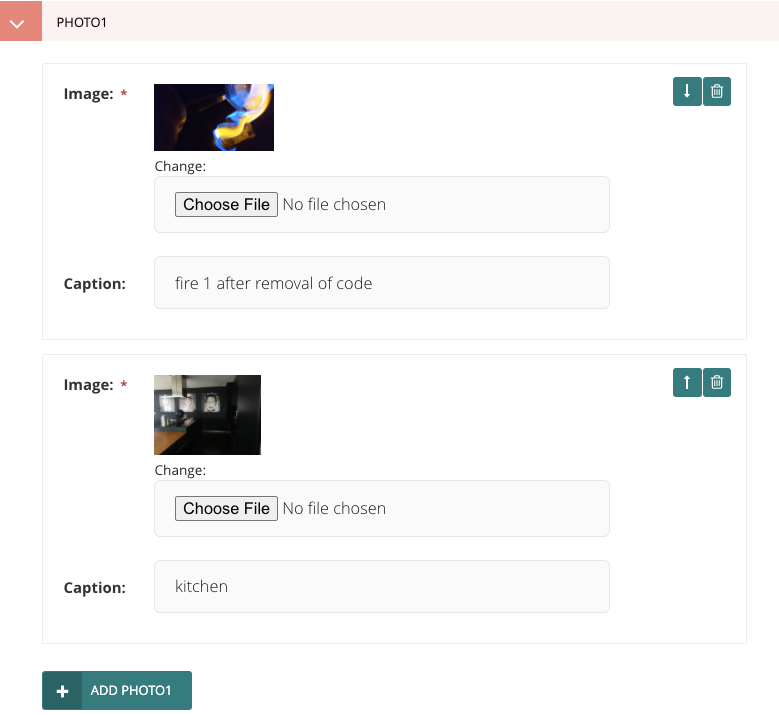 PHOTO1
Image: *
Change:
Choose File No file chosen
Caption: fire 1 after removal of code
Image: *
Change:
Choose File No file chosen
Caption: kitchen
+ ADD PHOTO1